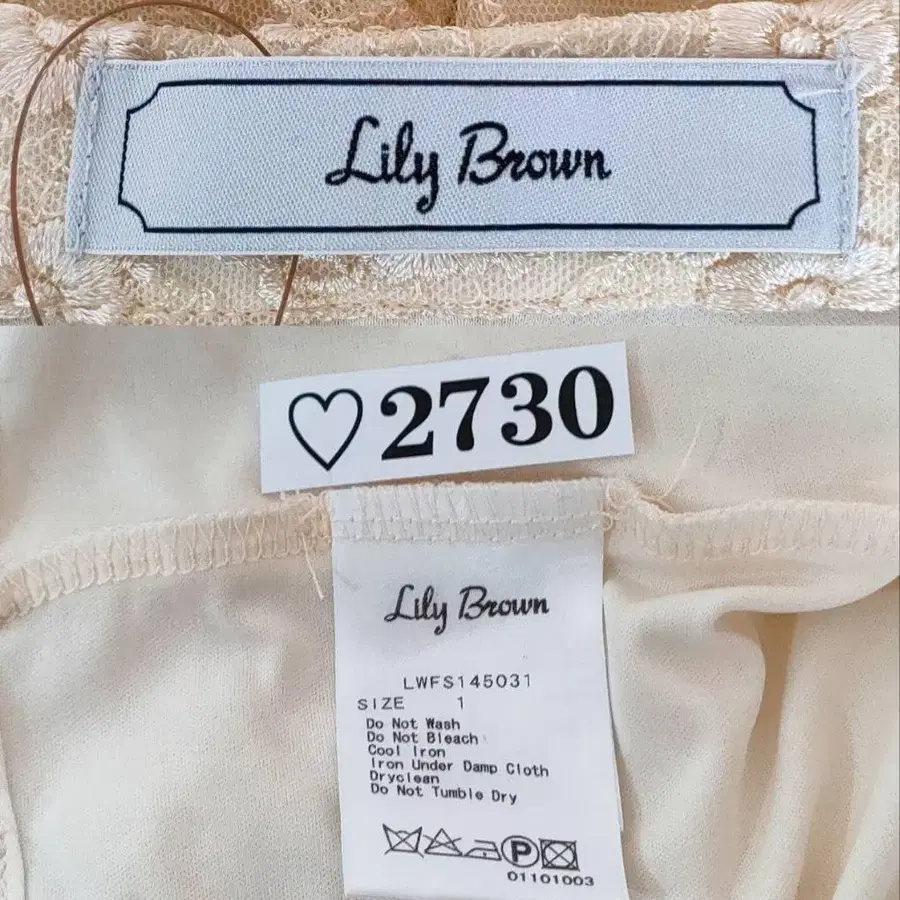 Lily Brown
♡2730
Lily Brown
LWFS145031
SIZE 1
Do Not Wash
Do Not Bleach
Cool Iron
Iron Under Damp Cloth
Dryclean
Do Not Tumble Dry
P
01101003